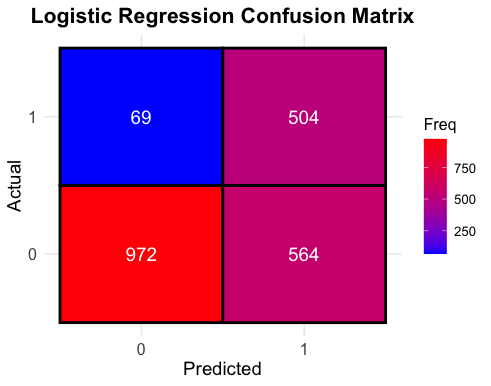 Logistic Regression Confusion Matrix
Actual
1
69
504
0
972
564
0
1
Predicted
Freq
750
500
250